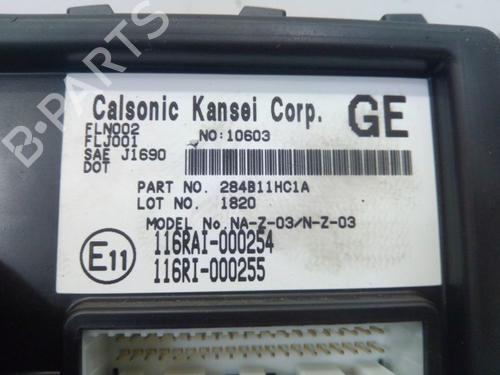 Calsonic Kansei Corp. GE
FLN002 NO:10603
FLJ001
SAE J1690
DOT
PART NO. 284B11HC1A
LOT NO. 1820
MODEL No.NA-Z-03/N-Z-03
E11 116RAI-000254
116RI-000255
B-PARTS